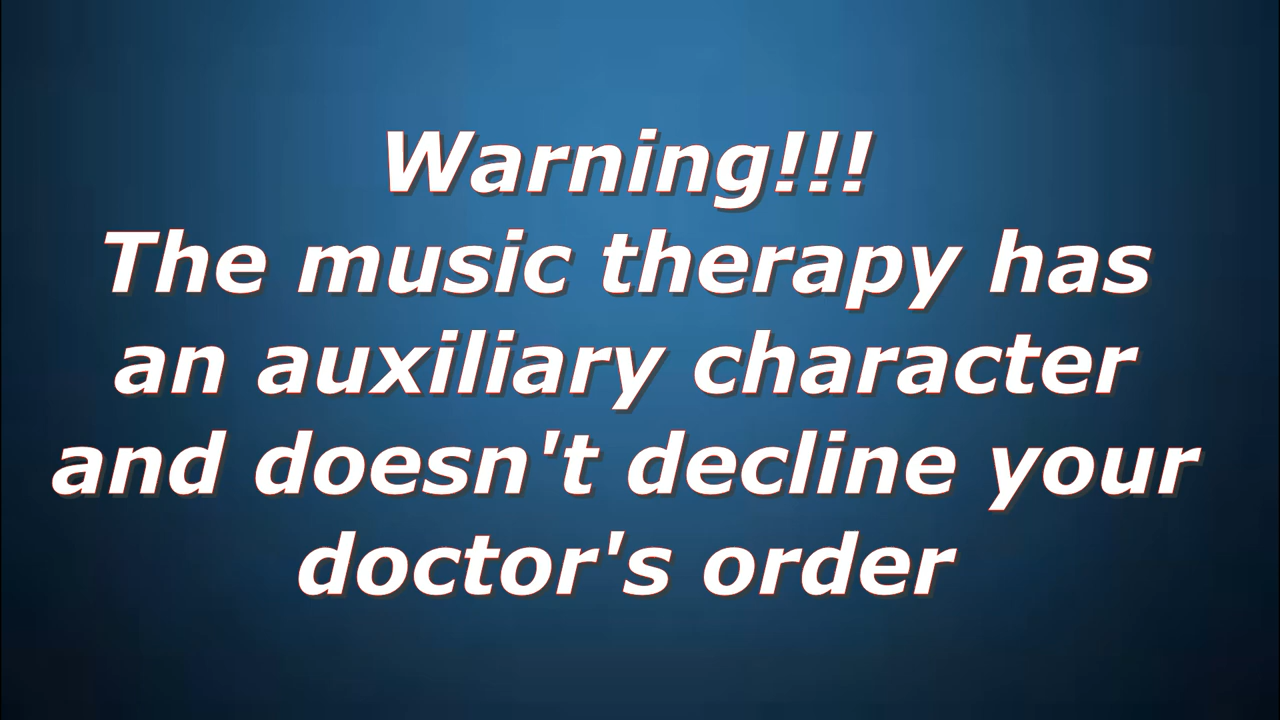 Warning!!!
The music therapy has
an auxiliary character
and doesn't decline your
doctor's order